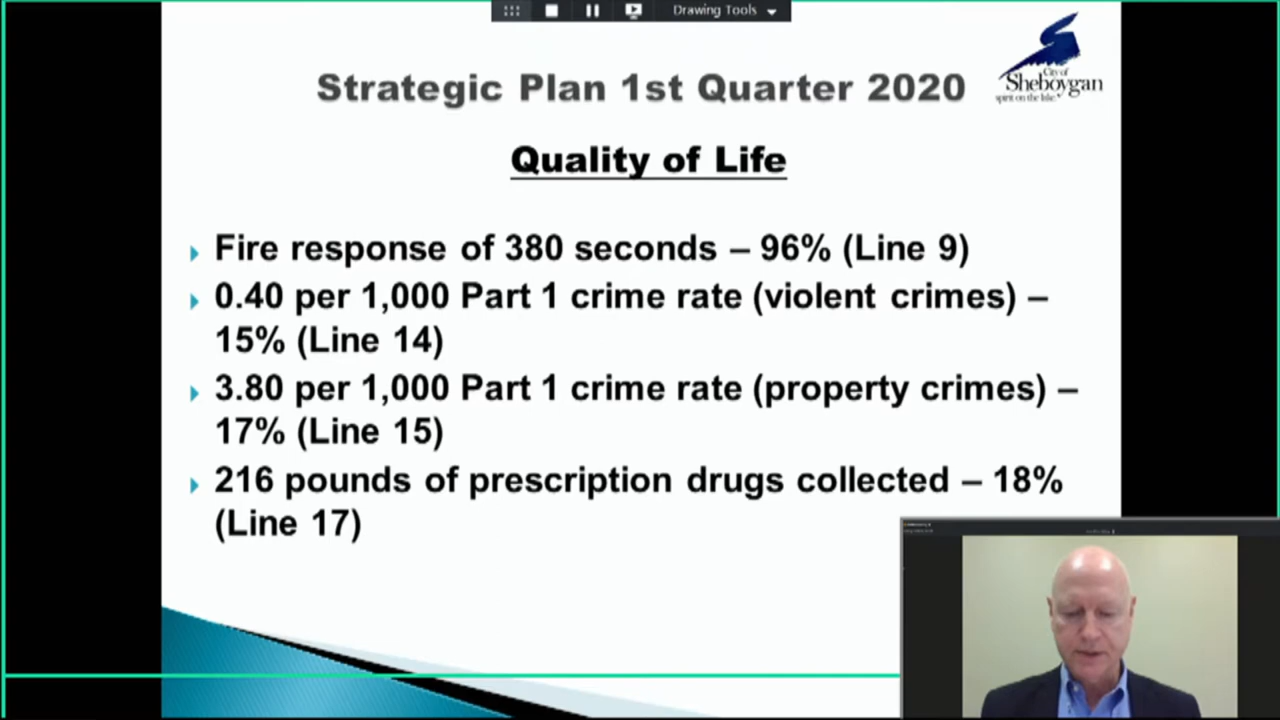 Drawing Tools
Strategic Plan 1st Quarter 2020
City of
Sheboygan
spirit on the lake.
Quality of Life
Fire response of 380 seconds – 96% (Line 9)
0.40 per 1,000 Part 1 crime rate (violent crimes) –
15% (Line 14)
3.80 per 1,000 Part 1 crime rate (property crimes) –
17% (Line 15)
216 pounds of prescription drugs collected – 18%
(Line 17)